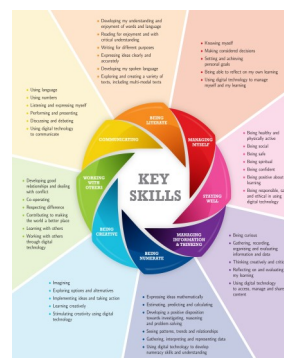 • Developing my understanding and
enjoyment of words and language
• Reading for enjoyment and with
critical understanding
• Writing for different purposes
• Expressing ideas clearly and
accurately
• Developing my spoken language
• Exploring and creating a variety of
texts, including multi-modal texts
• Knowing myself
• Making considered decisions
• Setting and achieving
personal goals
• Being able to reflect on my own learning
• Using digital technology to manage
myself and my learning
• Using language
• Using numbers
• Listening and expressing myself
• Performing and presenting
• Discussing and debating
• Using digital technology
to communicate
BEING
LITERATE
MANAGING
MYSELF
COMMUNICATING
• Being healthy and
physically active
• Being social
• Being safe
• Being spiritual
• Being confident
• Being positive about
learning
• Being responsible, sa
and ethical in using
digital technology
• Developing good
relationships and dealing
with conflict
• Co-operating
• Respecting difference
• Contributing to making
the world a better place
• Learning with others
• Working with others
through digital
technology
WORKING
WITH
OTHERS
KEY
SKILLS
STAYING
WELL
BEING
CREATIVE
MANAGING
INFORMATION
& THINKING
BEING
NUMERATE
• Being curious
• Gathering, recording,
organising and evaluating
information and data
• Thinking creatively and critic
• Reflecting on and evaluating
my learning
• Using digital technology
to access, manage and share
content
• Imagining
• Exploring options and alternatives
• Implementing ideas and taking action
• Learning creatively
• Stimulating creativity using digital
technology
• Expressing ideas mathematically
• Estimating, predicting and calculating
• Developing a positive disposition
towards investigating, reasoning
and problem-solving
• Seeing patterns, trends and relationships
• Gathering, interpreting and representing data
• Using digital technology to develop
numeracy skills and understanding